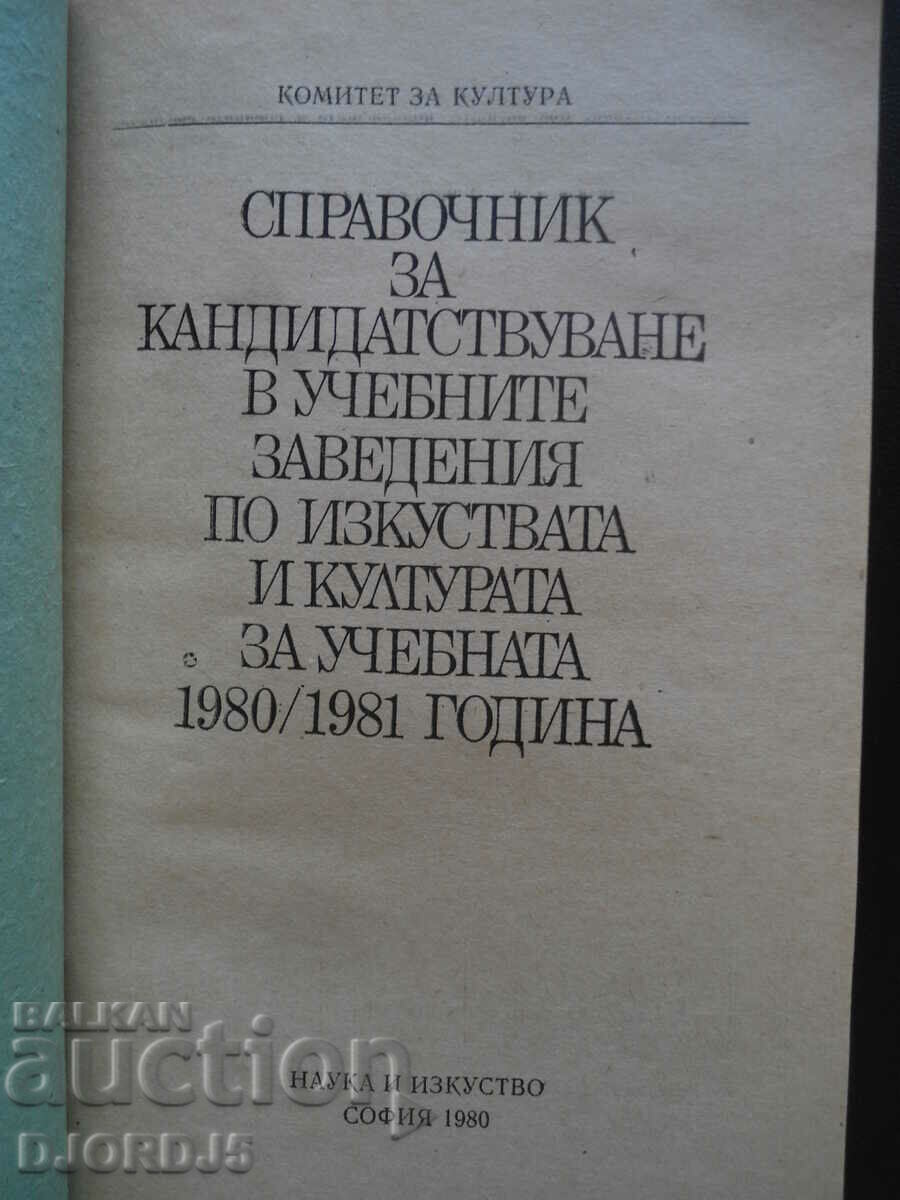 КОМИТЕТ ЗА КУЛТУРА
СПРАВОЧНИК
ЗА
КАНДИДАТСТВУВАНЕ
В УЧЕБНИТЕ
ЗАВЕДЕНИЯ
ПО ИЗКУСТВАТА
И КУЛТУРАТА
ЗА УЧЕБНАТА
1980/1981 ГОДИНА
НАУКА И ИЗКУСТВО
СОФИЯ 1980
BALKAN
auction
DJORDJ5